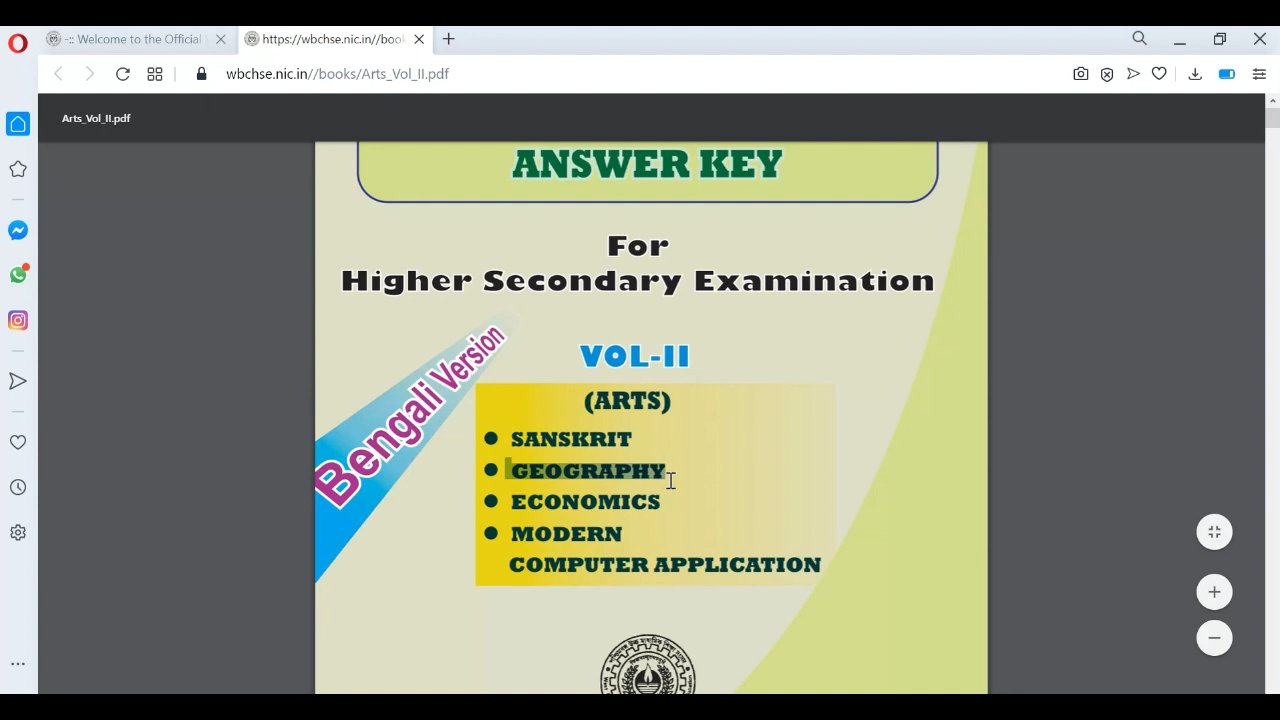 -:: Welcome to the Official
https://wbchse.nic.in//book
wbchse.nic.in//books/Arts_Vol_II.pdf
Arts_Vol_II.pdf
ANSWER KEY
For
Higher Secondary Examination
Bengali Version
VOL-II
(ARTS)
SANSKRIT
GEOGRAPHY
ECONOMICS
MODERN
COMPUTER APPLICATION